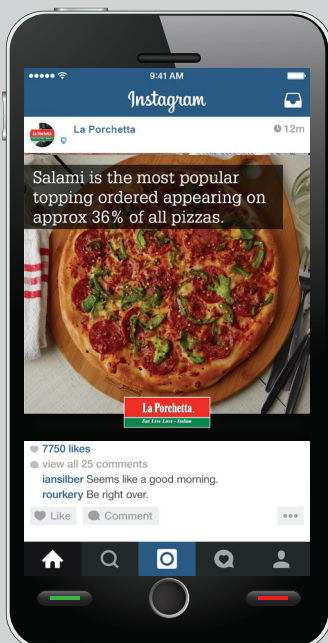 9:41 AM
Instagram
La Porchetta
La Porchetta
12m
Salami is the most popular
topping ordered appearing on
approx 36% of all pizzas.
La Porchetta.
Eat Live Love - Italian
7750 likes
view all 25 comments
iansilber Seems like a good morning.
rourkery Be right over.
Like
Comment